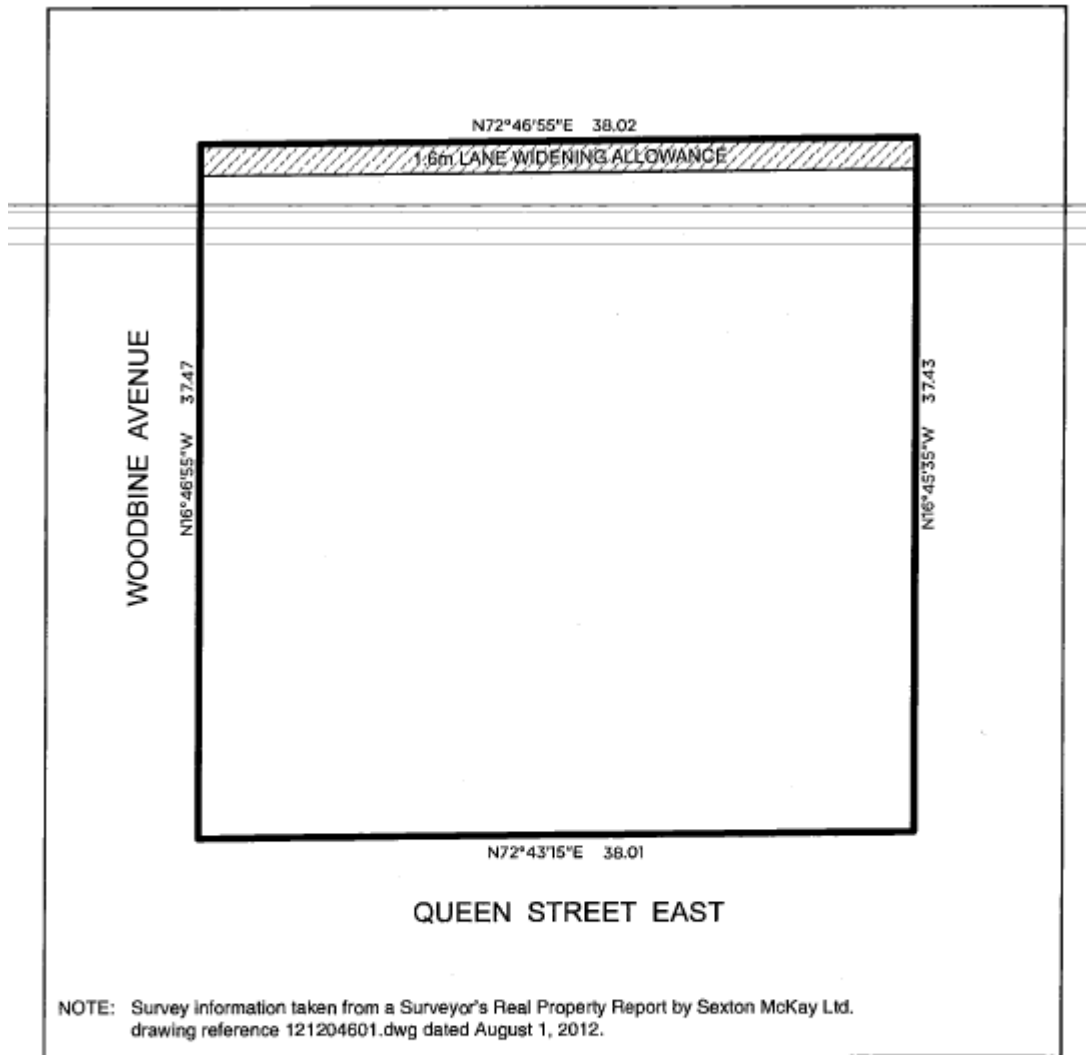 N72°46'55"E 38.02
1.6m LANE WIDENING ALLOWANCE
WOODBINE AVENUE
N16°46'55"W 37.47
N16°45'35"W 37.43
N72°43'15"E 38.01
QUEEN STREET EAST
NOTE: Survey information taken from a Surveyor's Real Property Report by Sexton McKay Ltd.
drawing reference 121204601.dwg dated August 1, 2012.